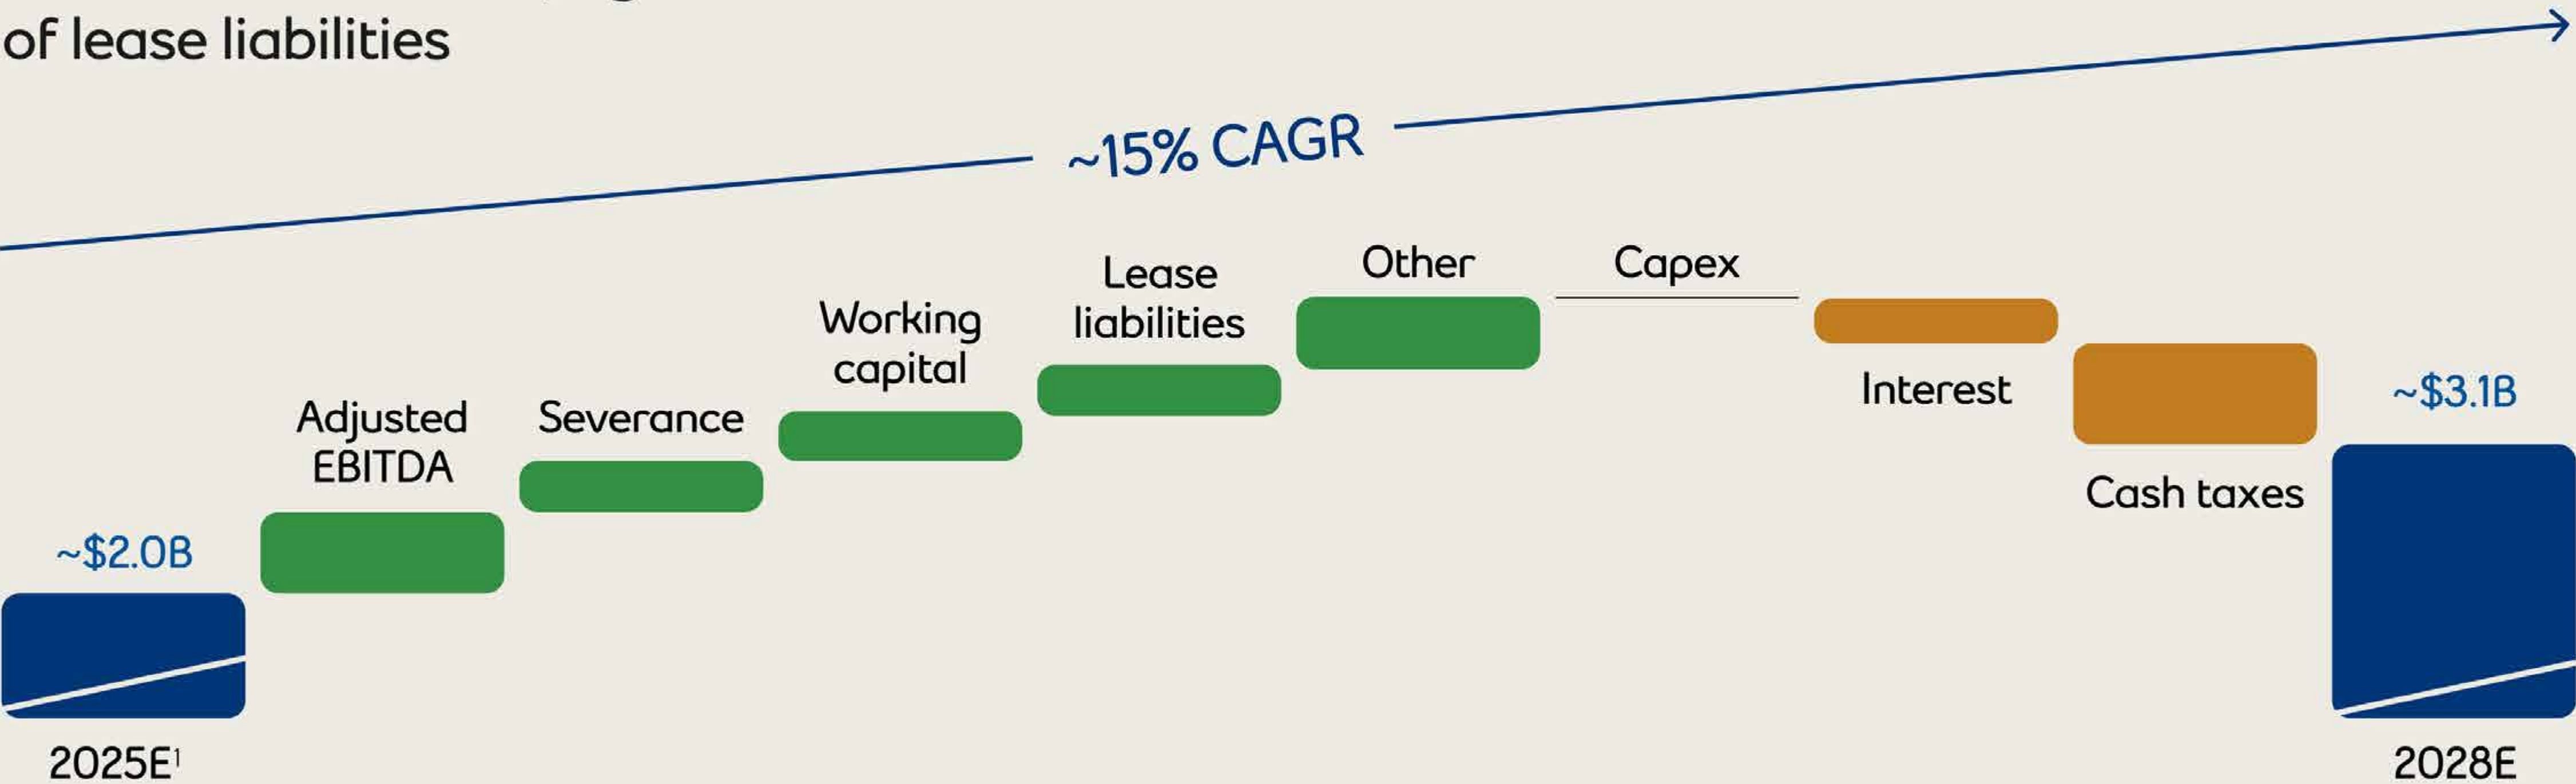 of lease liabilities
~15% CAGR
~$2.0B
Adjusted
EBITDA
Severance
Working
capital
Lease
liabilities
Other
Capex
Interest
Cash taxes
~$3.1B
2025E¹
2028E